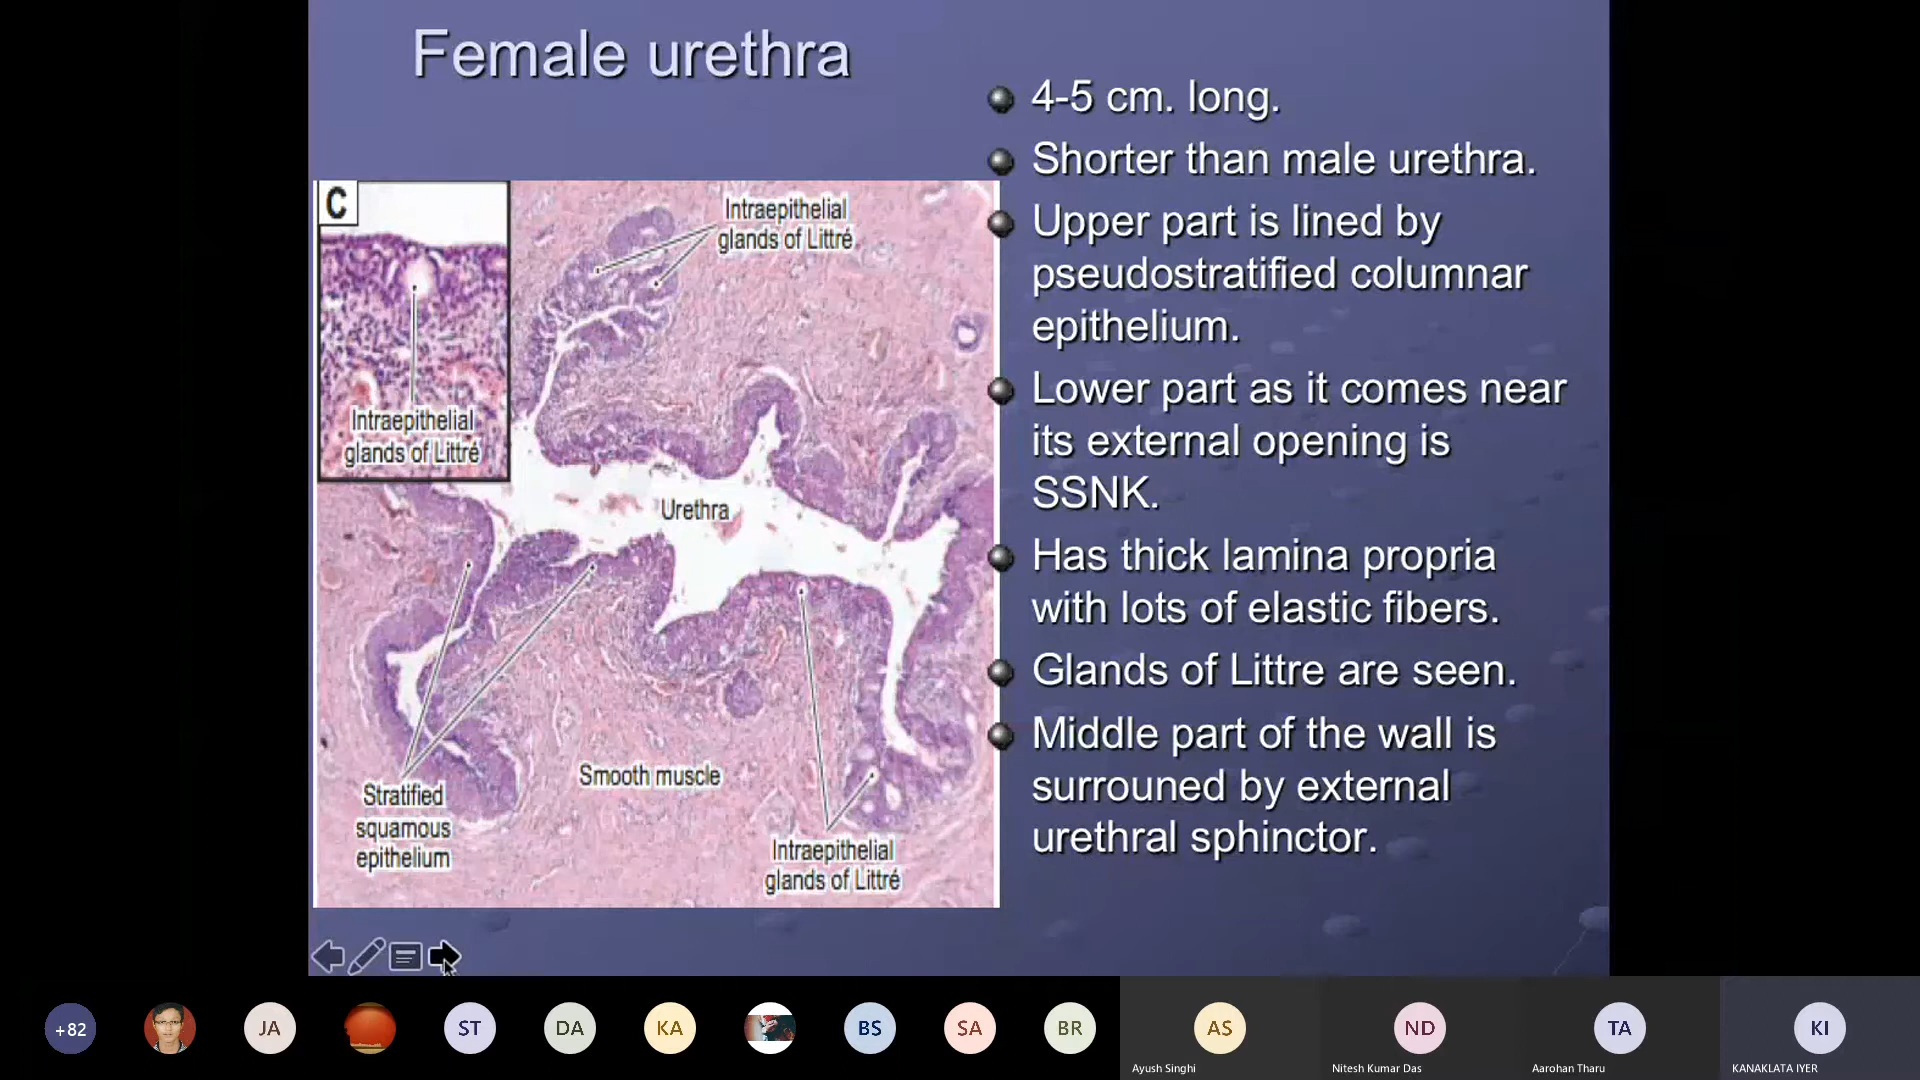 Female urethra
4-5 cm. long.
Shorter than male urethra.
Upper part is lined by
pseudostratified columnar
epithelium.
Lower part as it comes near
its external opening is
SSNK.
Has thick lamina propria
with lots of elastic fibers.
Glands of Littre are seen.
Middle part of the wall is
surrouned by external
urethral sphinctor.
C
Intraepithelial
glands of Littré
Intraepithelial
glands of Littré
Urethra
Smooth muscle
Stratified
squamous
epithelium
Intraepithelial
glands of Littré
+82
JA
ST
DA
KA
BS
SA
BR
AS
Ayush Singhi
ND
Nitesh Kumar Das
TA
Aarohan Tharu
KI
KANAKLATA IYER